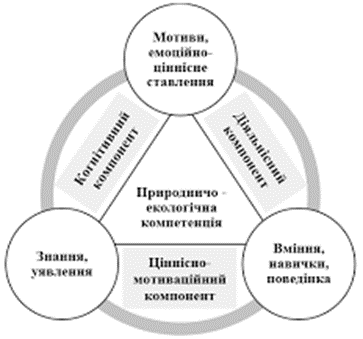 Мотиви,
емоційно-
ціннісне
ставлення
Когнітивний
компонент
Діяльнісний
компонент
Природничо -
екологічна
компетенція
Знання,
уявлення
Ціннісно-
мотиваційний
компонент
Вміння,
навички,
поведінка